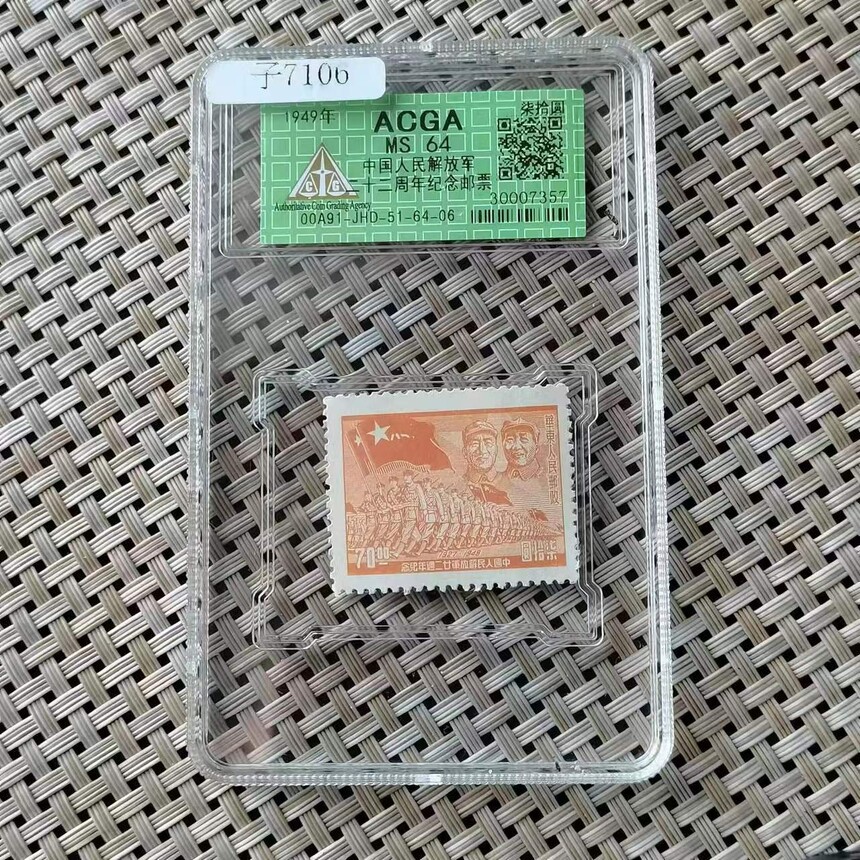 子7106
1949年
ACGA
柒拾圆
MS 64
中国人民解放军
二十二周年纪念邮票
Authoritative Coin Grading Agency
30007357
00A91-JHD-51-64-06
華東人民郵政
70.00
柒拾圓
中國人民解放軍廿二週年紀念